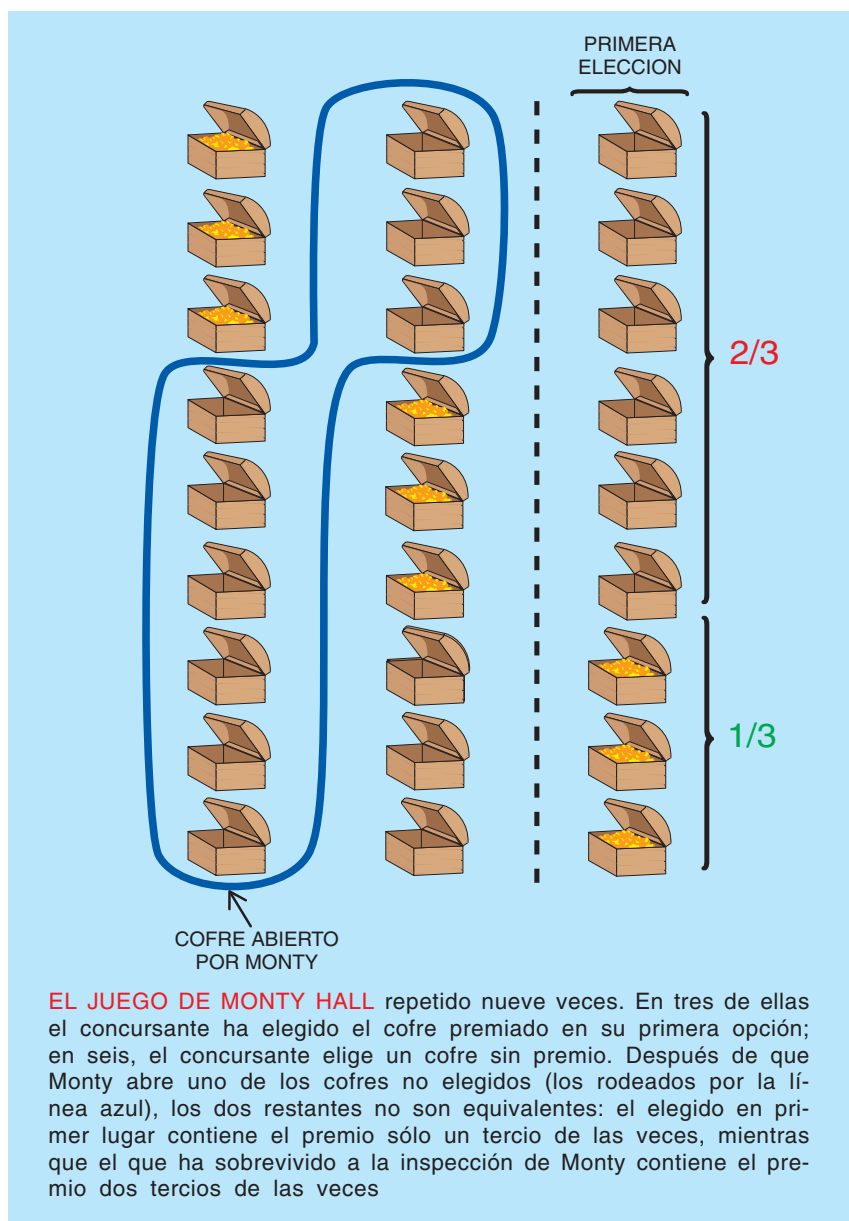 PRIMERA
ELECCION
2/3
1/3
COFRE ABIERTO
POR MONTY
EL JUEGO DE MONTY HALL repetido nueve veces. En tres de ellas
el concursante ha elegido el cofre premiado en su primera opción;
en seis, el concursante elige un cofre sin premio. Después de que
Monty abre uno de los cofres no elegidos (los rodeados por la lí-
nea azul), los dos restantes no son equivalentes: el elegido en pri-
mer lugar contiene el premio sólo un tercio de las veces, mientras
que el que ha sobrevivido a la inspección de Monty contiene el pre-
mio dos tercios de las veces